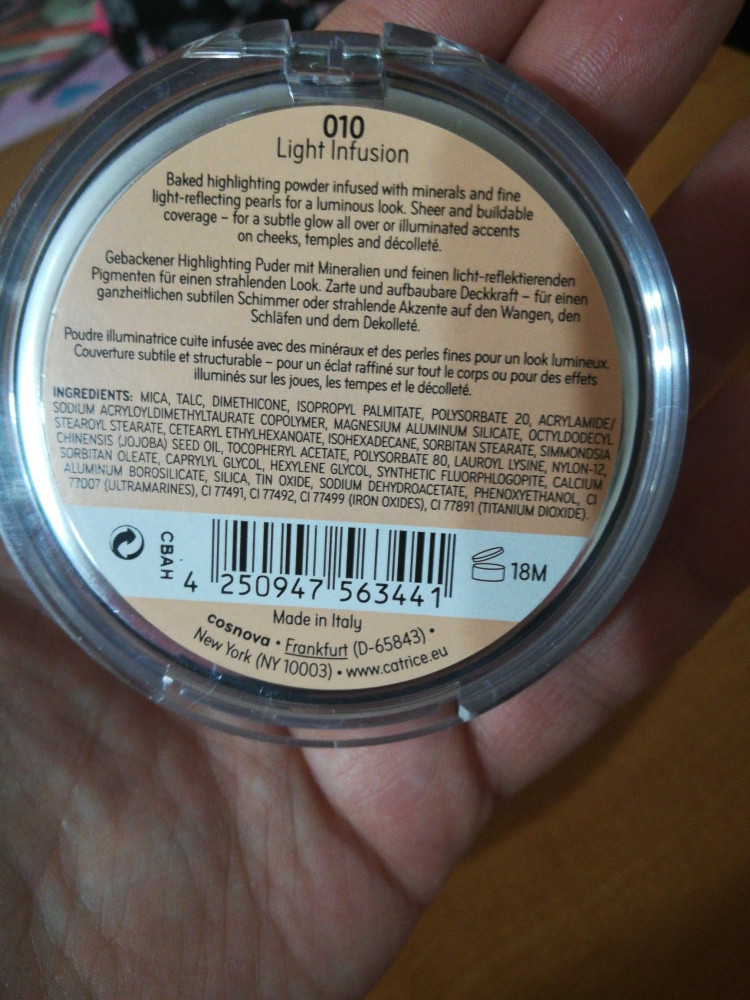 010
Light Infusion
Baked highlighting powder infused with minerals and fine
light-reflecting pearls for a luminous look. Sheer and buildable
coverage – for a subtle glow all over or illuminated accents
on cheeks, temples and décolleté.
Gebackener Highlighting Puder mit Mineralien und feinen licht-reflektierenden
Pigmenten für einen strahlenden Look. Zarte und aufbaubare Deckkraft – für einen
ganzheitlichen subtilen Schimmer oder strahlende Akzente auf den Wangen, den
Schläfen und dem Dekolleté.
Poudre illuminatrice cuite infusée avec des minéraux et des perles fines pour un look lumineux.
Couverture subtile et structurable – pour un éclat raffiné sur tout le corps ou pour des effets
illuminés sur les joues, les tempes et le décolleté.
INGREDIENTS: MICA, TALC, DIMETHICONE, ISOPROPYL PALMITATE, POLYSORBATE 20, ACRYLAMIDE/
SODIUM ACRYLOYLDIMETHYLTAURATE COPOLYMER, MAGNESIUM ALUMINUM SILICATE, OCTYLDODECYL
STEAROYL STEARATE, CETEARYL ETHYLHEXANOATE, ISOHEXADECANE, SORBITAN STEARATE, SIMMONDSIA
CHINENSIS (JOJOBA) SEED OIL, TOCOPHERYL ACETATE, POLYSORBATE 80, LAUROYL LYSINE, NYLON-12,
SORBITAN OLEATE, CAPRYLYL GLYCOL, HEXYLENE GLYCOL, SYNTHETIC FLUORPHLOGOPITE, CALCIUM
ALUMINUM BOROSILICATE, SILICA, TIN OXIDE, SODIUM DEHYDROACETATE, PHENOXYETHANOL, CI
77007 (ULTRAMARINES), CI 77491, CI 77492, CI 77499 (IRON OXIDES), CI 77891 (TITANIUM DIOXIDE).
CBAH
4 250947 563441
18M
Made in Italy
cosnova • Frankfurt (D-65843) •
New York (NY 10003) • www.catrice.eu